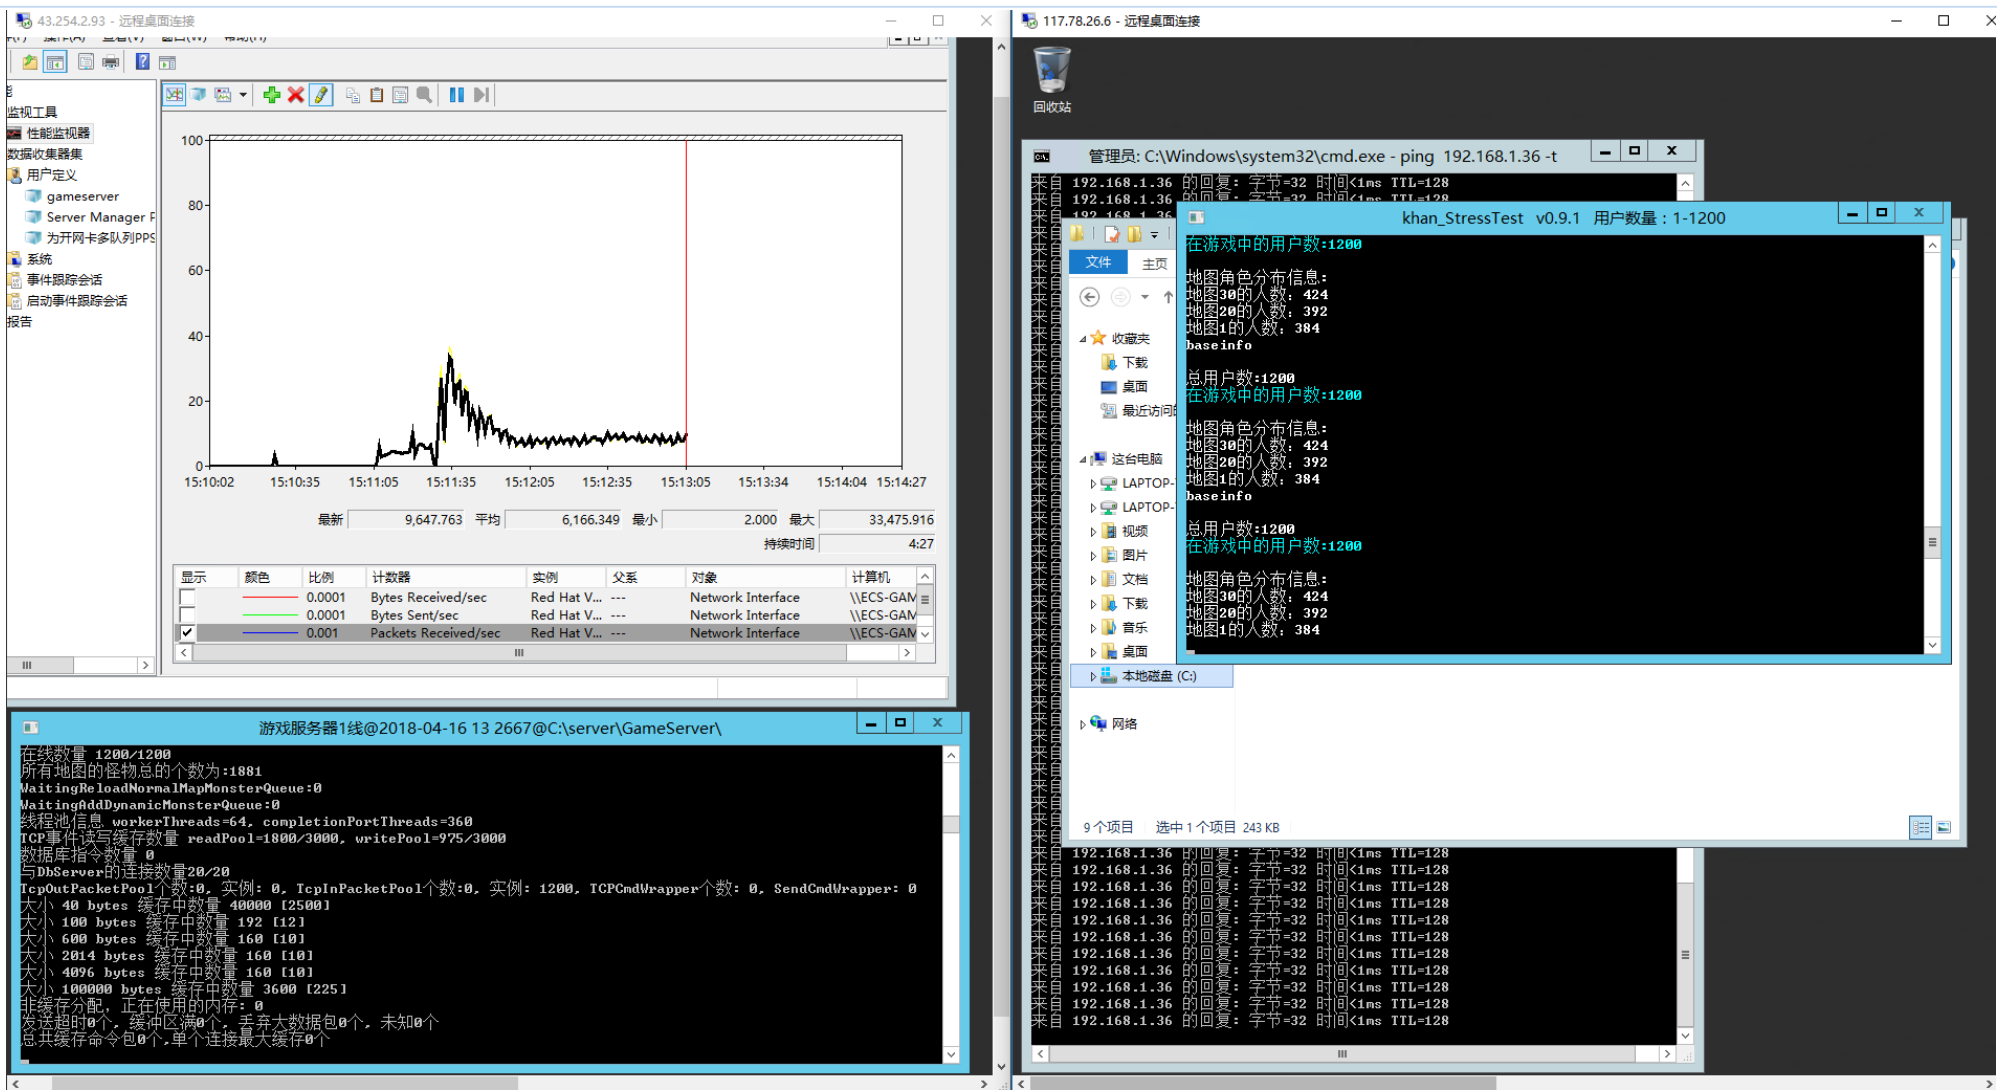 43.254.2.93 - 远程桌面连接
监视工具
性能监视器
数据收集器集
用户定义
gameserver
Server Manager P
为开网卡多队列PPS
系统
事件跟踪会话
启动事件跟踪会话
报告
100
80
60
40
20
0
15:10:02 15:10:35 15:11:05 15:11:35 15:12:05 15:12:35 15:13:05 15:13:34 15:14:04 15:14:27
最新 9,647.763 平均 6,166.349 最小 2.000 最大 33,475.916
持续时间 4:27
显示 颜色 比例 计数器 实例 父系 对象 计算机
0.0001 Bytes Received/sec Red Hat V... --- Network Interface \\ECS-GAM
0.0001 Bytes Sent/sec Red Hat V... --- Network Interface \\ECS-GAM
0.001 Packets Received/sec Red Hat V... --- Network Interface \\ECS-GAM
游戏服务器1线@2018-04-16 13 2667@C:\server\GameServer\
在线数量 1200/1200
所有地图的怪物总的个数为:1881
WaitingReloadNormalMapMonsterQueue:0
WaitingAddDynamicMonsterQueue:0
线程池信息 workerThreads=64, completionPortThreads=360
TCP事件读写缓存数量 readPool=1800/3000, writePool=975/3000
数据库指令数量 0
与DbServer的连接数量20/20
TcpOutPacketPool个数:0, 实例: 0, TcpInPacketPool个数:0, 实例: 1200, TCPCmdWrapper个数: 0, SendCmdWrapper: 0
大小 40 bytes 缓存中数量 40000 [2500]
大小 100 bytes 缓存中数量 192 [12]
大小 600 bytes 缓存中数量 160 [10]
大小 2014 bytes 缓存中数量 160 [10]
大小 4096 bytes 缓存中数量 160 [10]
大小 100000 bytes 缓存中数量 3600 [225]
非缓存分配, 正在使用的内存: 0
发送超时0个, 缓冲区满0个, 丢弃大数据包0个, 未知0个
总共缓存命令包0个,单个连接最大缓存0个
117.78.26.6 - 远程桌面连接
回收站
管理员: C:\Windows\system32\cmd.exe - ping 192.168.1.36 -t
来自 192.168.1.36 的回复: 字节=32 时间<1ms TTL=128
来自 192.168.1.36 的回复: 字节=32 时间<1ms TTL=128
来自 192.168.1.36
khan_StressTest v0.9.1 用户数量：1-1200
在游戏中的用户数:1200
地图角色分布信息:
地图30的人数: 424
地图20的人数: 392
地图1的人数: 384
baseinfo
总用户数:1200
在游戏中的用户数:1200
地图角色分布信息:
地图30的人数: 424
地图20的人数: 392
地图1的人数: 384
baseinfo
总用户数:1200
在游戏中的用户数:1200
地图角色分布信息:
地图30的人数: 424
地图20的人数: 392
地图1的人数: 384
文件 主页
收藏夹
下载
桌面
最近访问的
这台电脑
LAPTOP-
LAPTOP-
视频
图片
文档
下载
音乐
桌面
本地磁盘 (C:)
网络
9 个项目 选中 1 个项目 243 KB
来自 192.168.1.36 的回复: 字节=32 时间<1ms TTL=128
来自 192.168.1.36 的回复: 字节=32 时间<1ms TTL=128
来自 192.168.1.36 的回复: 字节=32 时间<1ms TTL=128
来自 192.168.1.36 的回复: 字节=32 时间<1ms TTL=128
来自 192.168.1.36 的回复: 字节=32 时间<1ms TTL=128
来自 192.168.1.36 的回复: 字节=32 时间<1ms TTL=128
来自 192.168.1.36 的回复: 字节=32 时间<1ms TTL=128
来自 192.168.1.36 的回复: 字节=32 时间<1ms TTL=128
来自 192.168.1.36 的回复: 字节=32 时间<1ms TTL=128
来自 192.168.1.36 的回复: 字节=32 时间<1ms TTL=128
来自 192.168.1.36 的回复: 字节=32 时间<1ms TTL=128